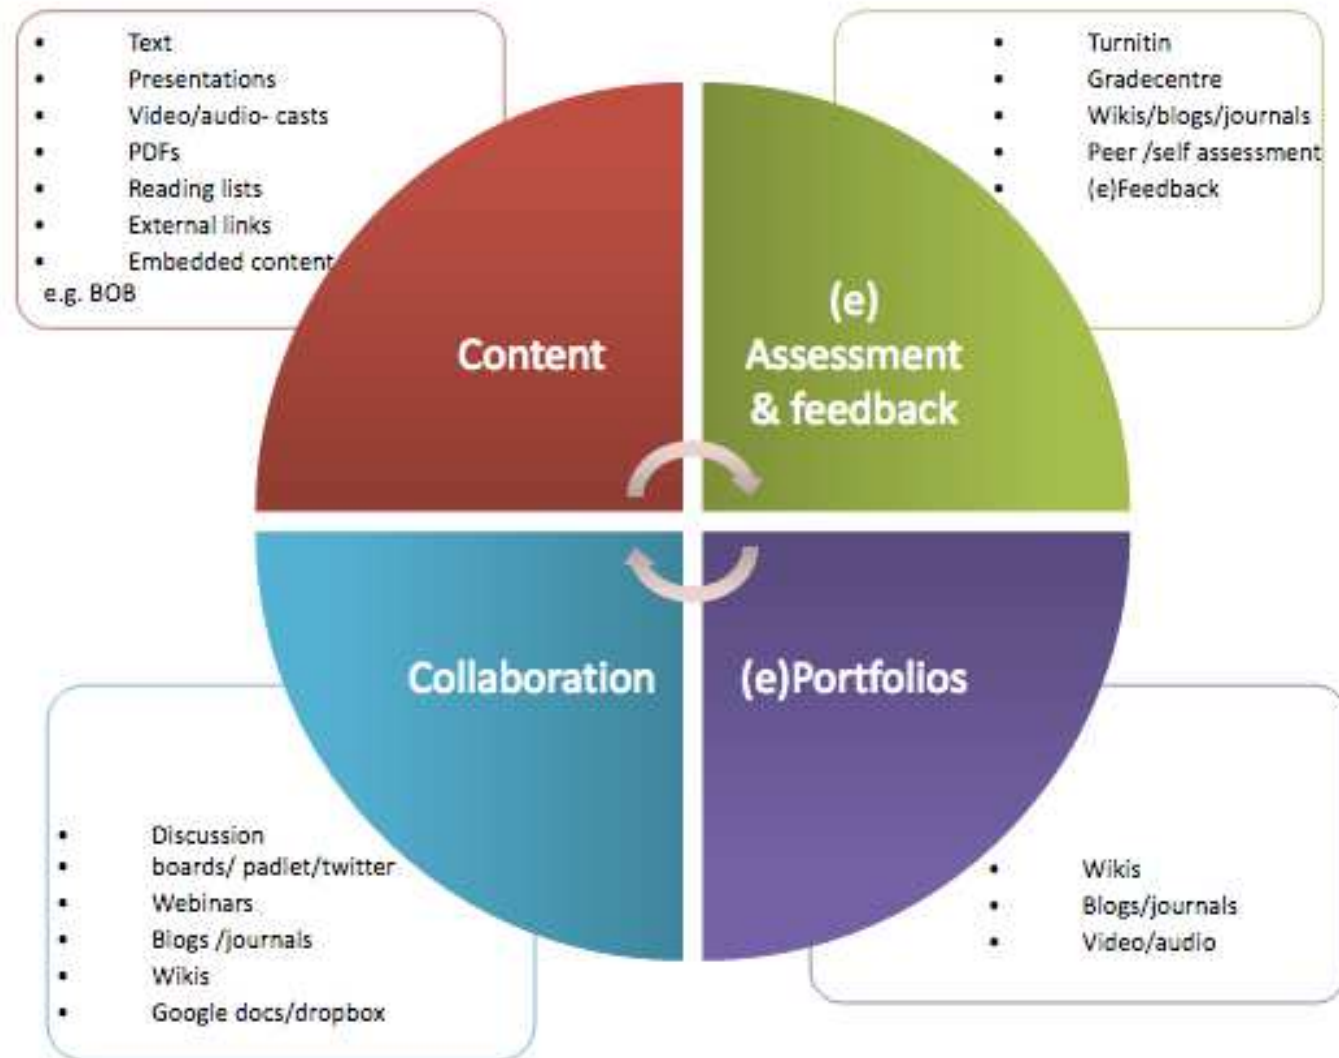 • Text
• Presentations
• Video/audio- casts
• PDFs
• Reading lists
• External links
• Embedded content
e.g. BOB
• Turnitin
• Gradecentre
• Wikis/blogs/journals
• Peer /self assessment
• (e)Feedback
Content
(e)
Assessment
& feedback
Collaboration
(e)Portfolios
• Discussion
• boards/ padlet/twitter
• Webinars
• Blogs /journals
• Wikis
• Google docs/dropbox
• Wikis
• Blogs/journals
• Video/audio